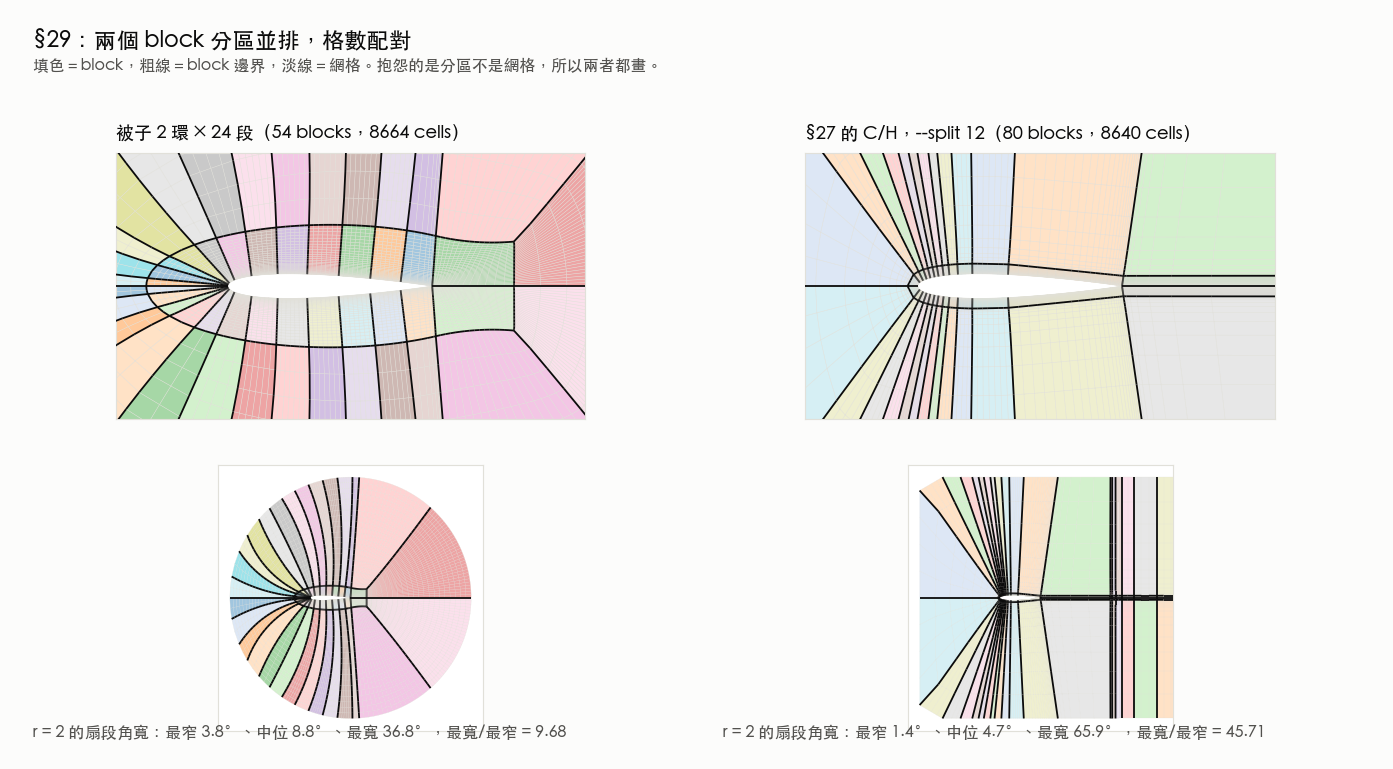 §29：兩個 block 分區並排，格數配對
填色＝block，粗線＝block 邊界，淡線＝網格。抱怨的是分區不是網格，所以兩者都畫。
被子 2 環 × 24 段（54 blocks，8664 cells）
§27 的 C/H，--split 12（80 blocks，8640 cells）
r = 2 的扇段角寬：最窄 3.8°、中位 8.8°、最寬 36.8°，最寬/最窄 = 9.68
r = 2 的扇段角寬：最窄 1.4°、中位 4.7°、最寬 65.9°，最寬/最窄 = 45.71